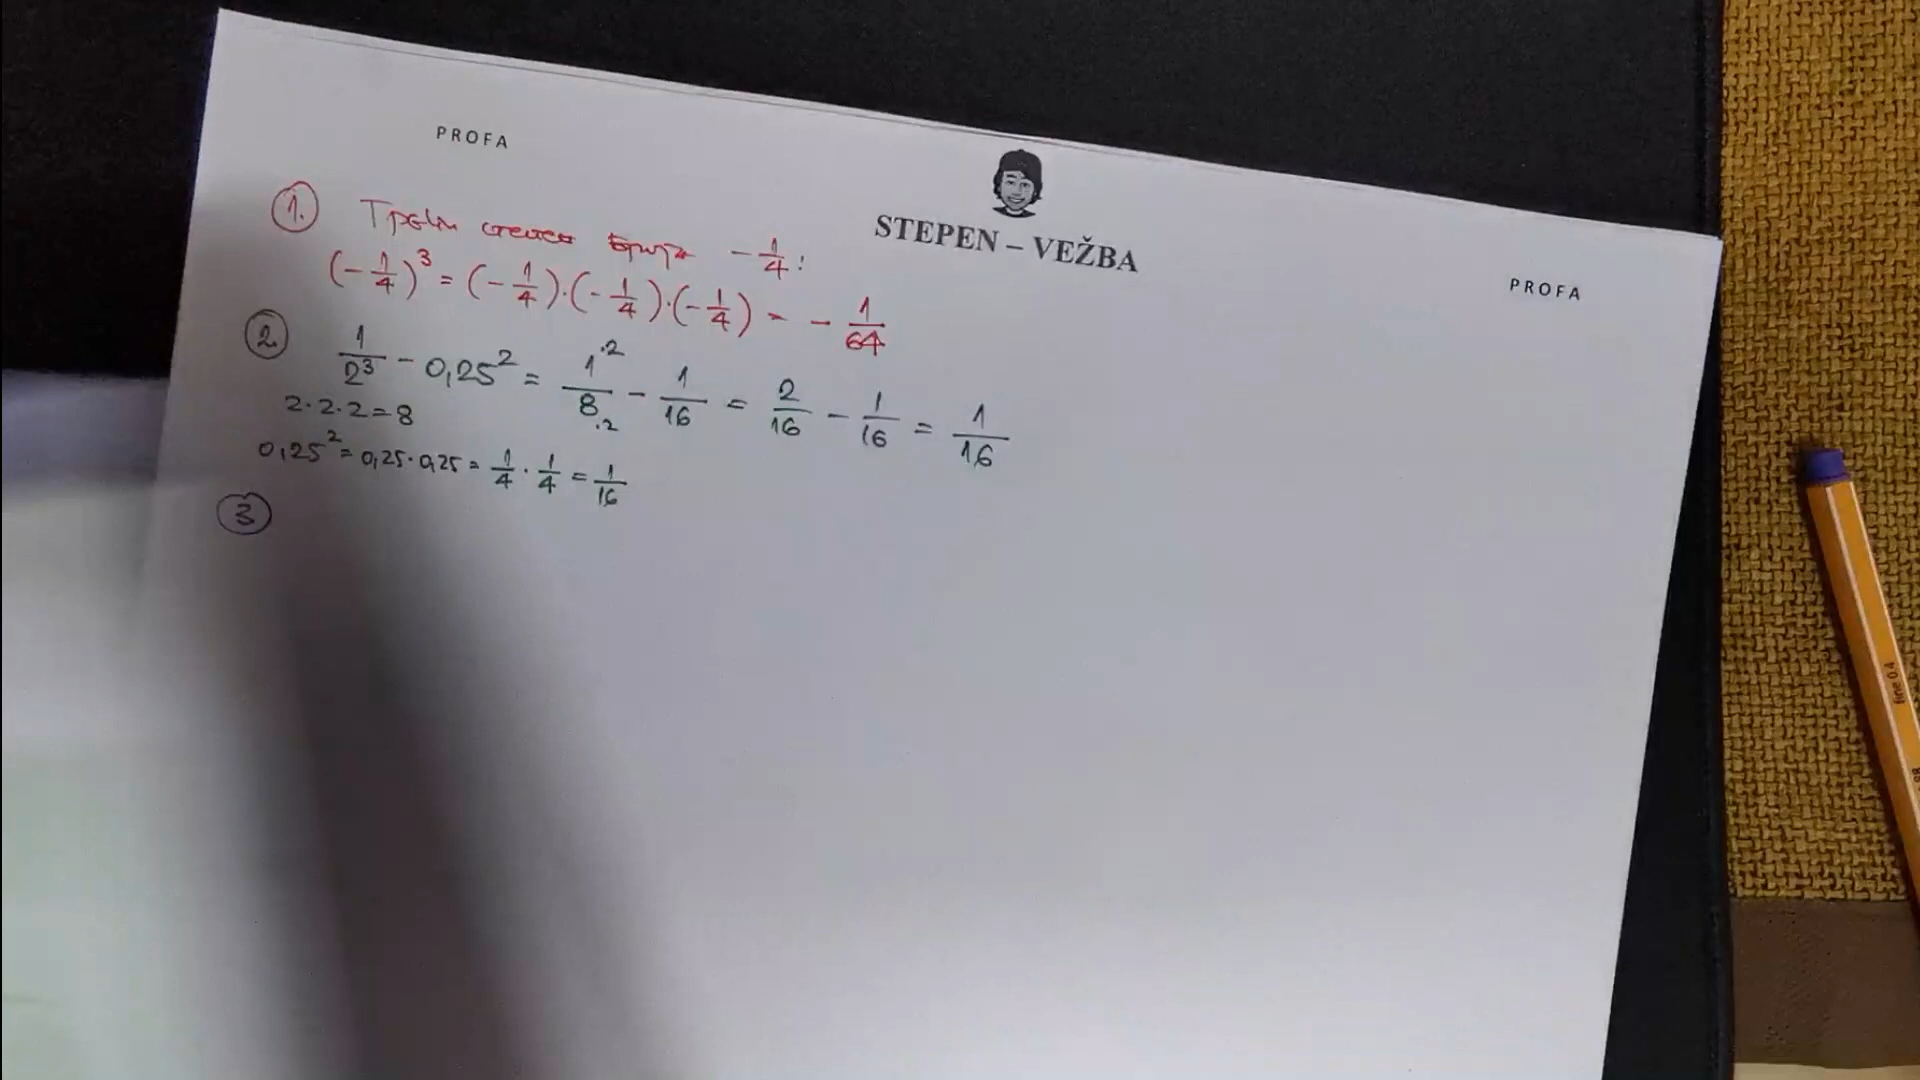 PROFA
STEPEN – VEŽBA
PROFA
1. Трећи степен броја -1/4:
(-1/4)³ = (-1/4)·(-1/4)·(-1/4) = -1/64
2 1/2³ - 0,25² = 1·2/8·2 - 1/16 = 2/16 - 1/16 = 1/16
2·2·2=8
0,25² = 0,25·0,25 = 1/4 · 1/4 = 1/16
3
fine 0.4